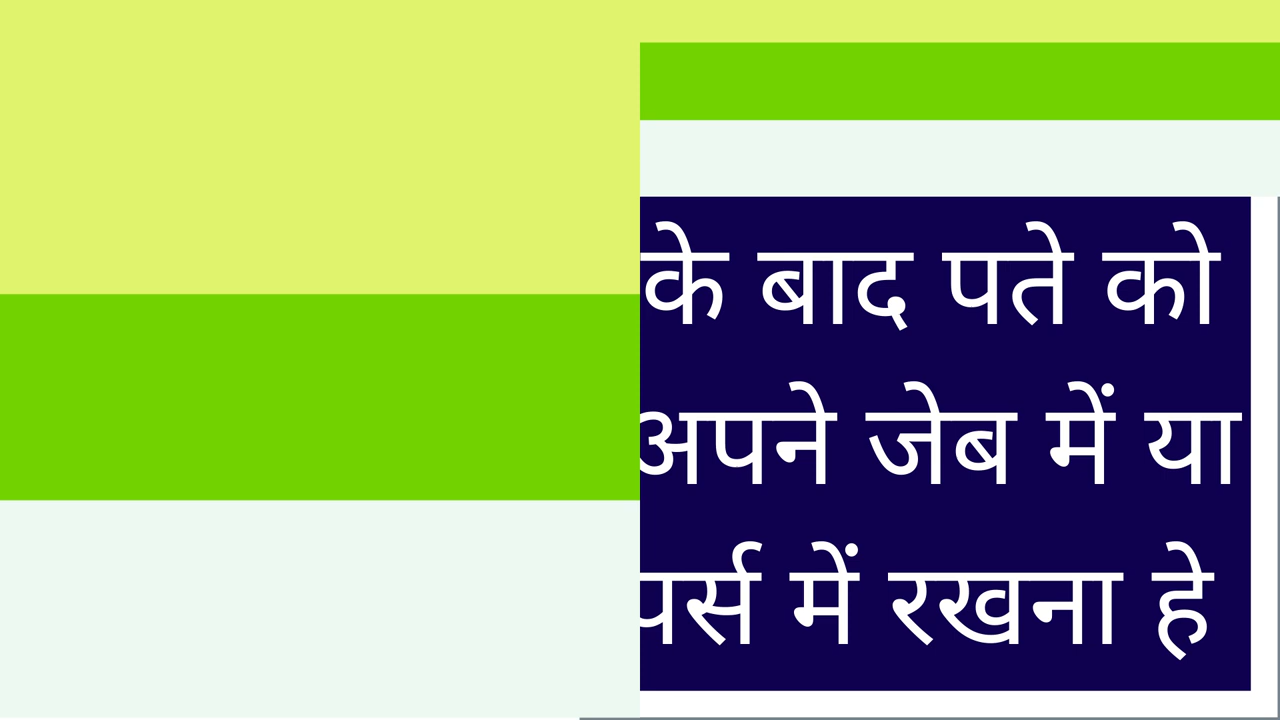 के बाद पते को
अपने जेब में या
पर्स में रखना हे